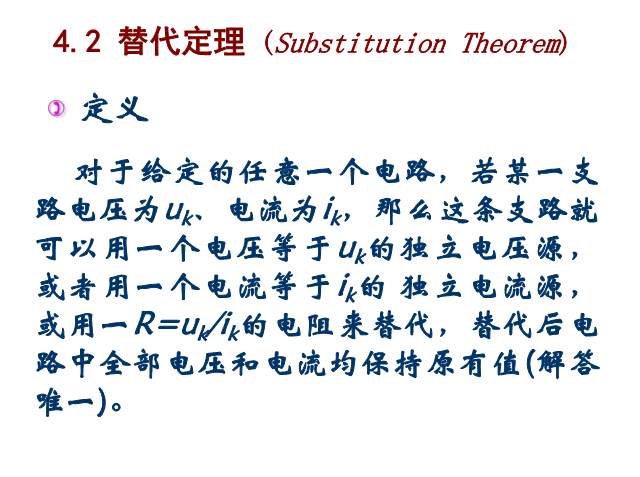 4.2 替代定理 (Substitution Theorem)
定义
对于给定的任意一个电路，若某一支
路电压为uk、电流为ik，那么这条支路就
可以用一个电压等于uk的独立电压源，
或者用一个电流等于ik的 独立电流源，
或用一R=uk/ik的电阻来替代，替代后电
路中全部电压和电流均保持原有值(解答
唯一)。